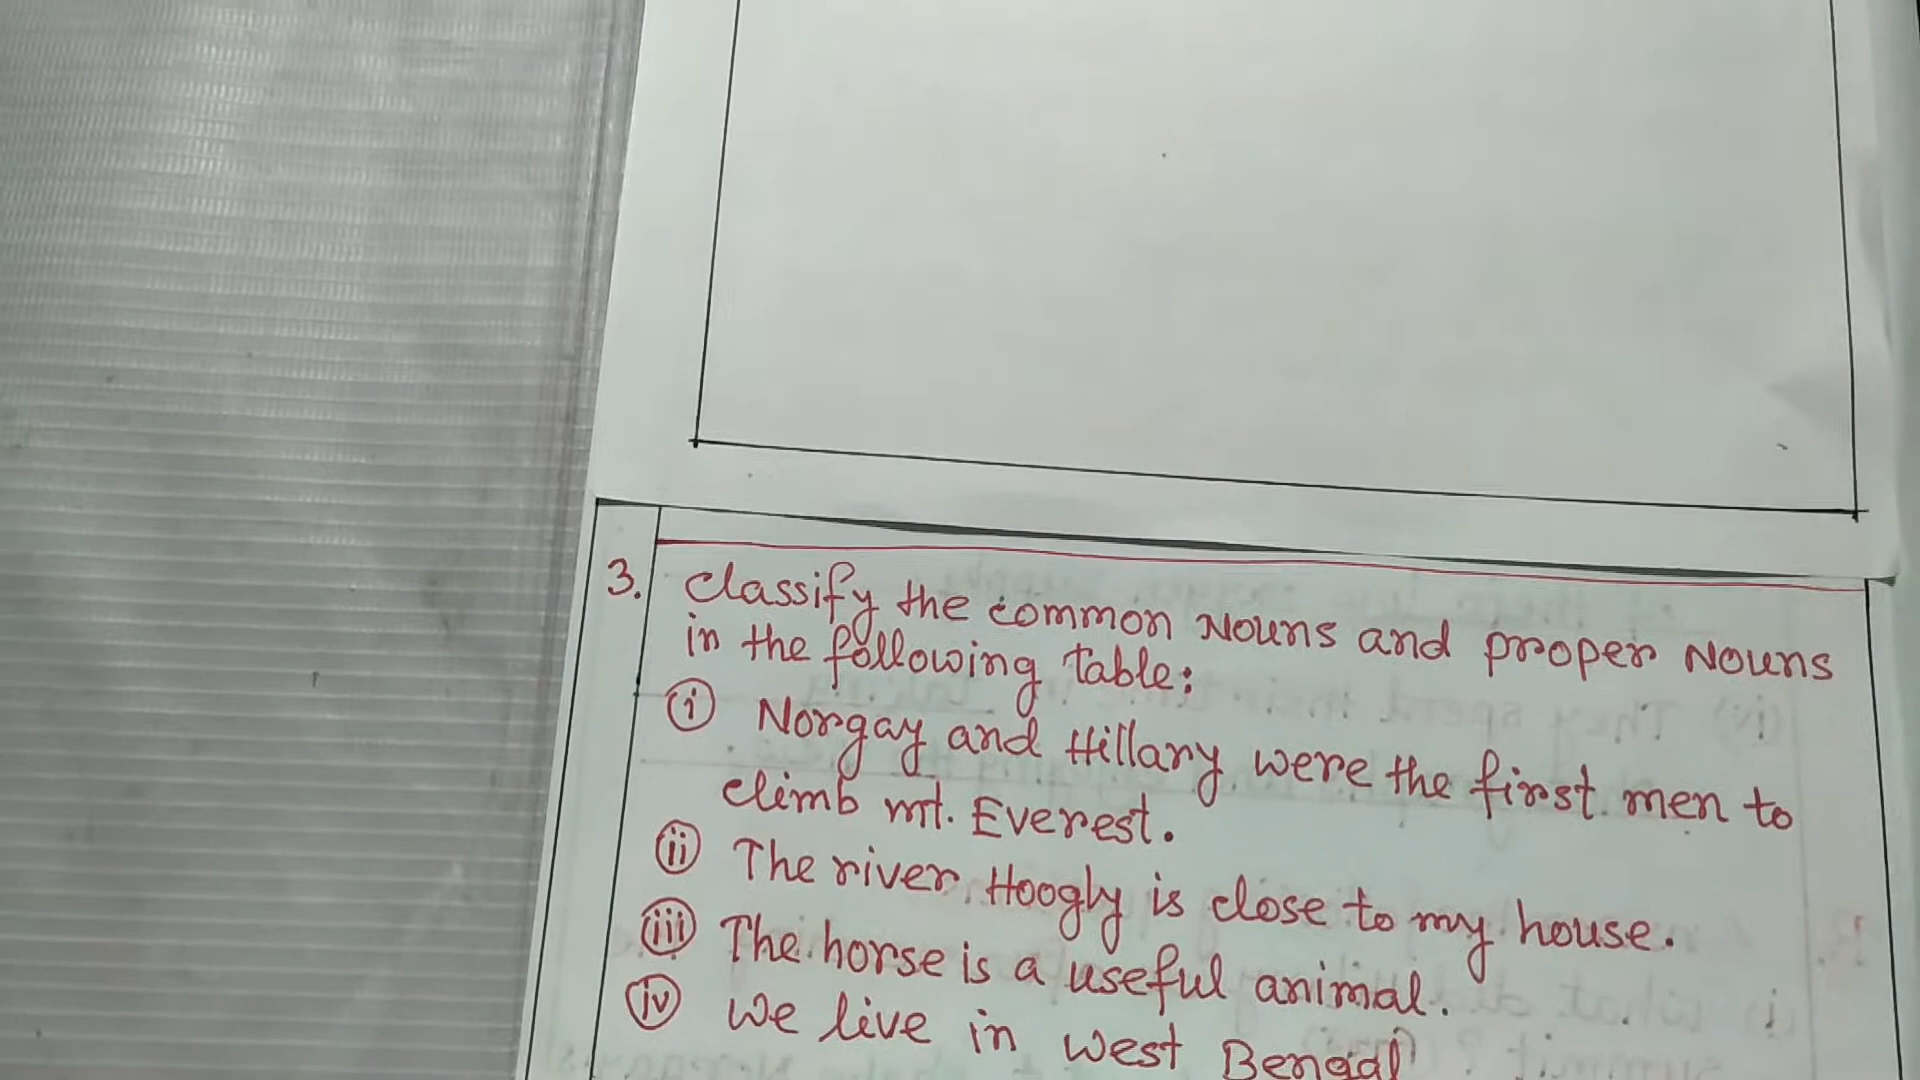 3. Classify the common Nouns and proper Nouns
in the following table:
(i) Norgay and Hillary were the first men to
climb mt. Everest.
(ii) The river Hoogly is close to my house.
(iii) The horse is a useful animal.
(iv) We live in west Bengal